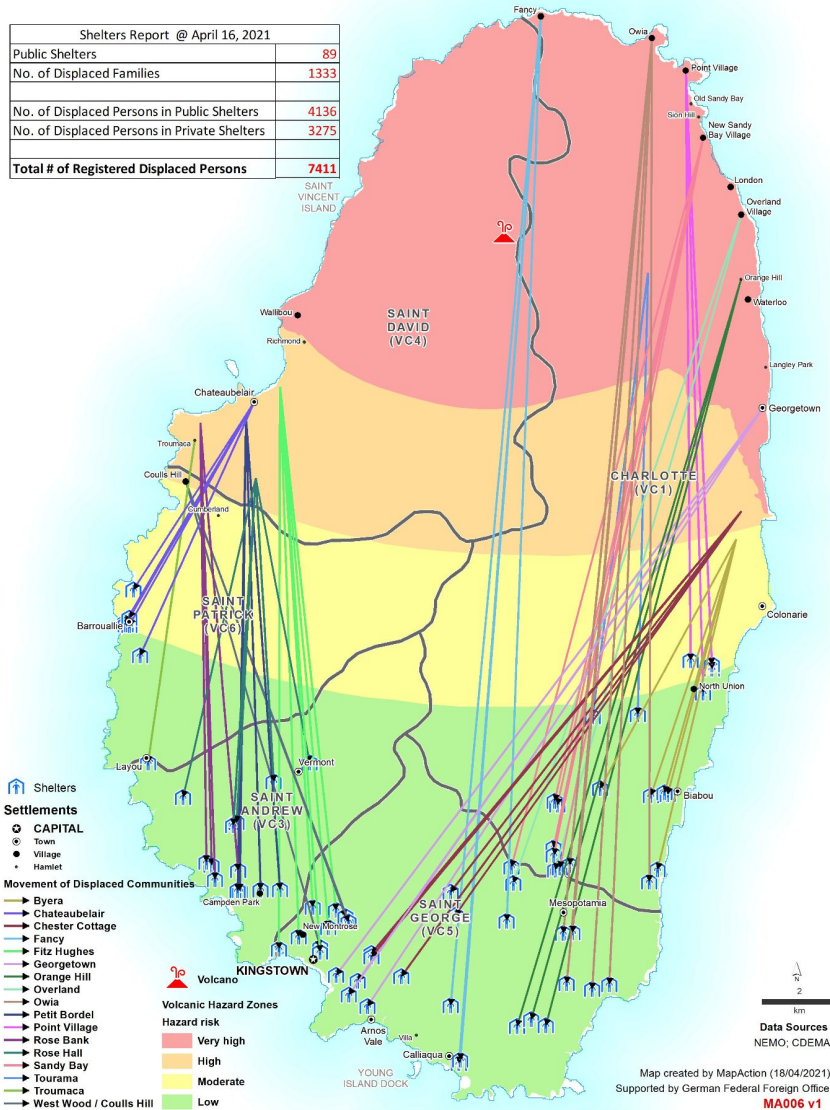 Shelters Report @ April 16, 2021
Public Shelters 89
No. of Displaced Families 1333
No. of Displaced Persons in Public Shelters 4136
No. of Displaced Persons in Private Shelters 3275
Total # of Registered Displaced Persons 7411
Fancy
Owia
Point Village
Old Sandy Bay
Sion Hill
New Sandy
Bay Village
London
Overland
Village
SAINT
VINCENT
ISLAND
Orange Hill
Waterloo
Wallibou
Richmond
SAINT
DAVID
(VC4)
Langley Park
Chateaubelair
Georgetown
Troumaca
Coulls Hill
CHARLOTTE
(VC1)
Cumberland
SAINT
PATRICK
(VC6)
Barrouallie
Colonarie
North Union
Layou
Vermont
SAINT
ANDREW
(VC3)
Biabou
Campden Park
SAINT
GEORGE
(VC5)
Mesopotamia
New Montrose
KINGSTOWN
Arnos
Vale
Villa
Calliaqua
YOUNG
ISLAND DOCK
Shelters
Settlements
CAPITAL
Town
Village
Hamlet
Movement of Displaced Communities
Byera
Chateaubelair
Chester Cottage
Fancy
Fitz Hughes
Georgetown
Orange Hill
Overland
Owia
Petit Bordel
Point Village
Rose Bank
Rose Hall
Sandy Bay
Tourama
Troumaca
West Wood / Coulls Hill
Volcano
Volcanic Hazard Zones
Hazard risk
Very high
High
Moderate
Low
N
2
km
Data Sources
NEMO; CDEMA
Map created by MapAction (18/04/2021)
Supported by German Federal Foreign Office
MA006 v1